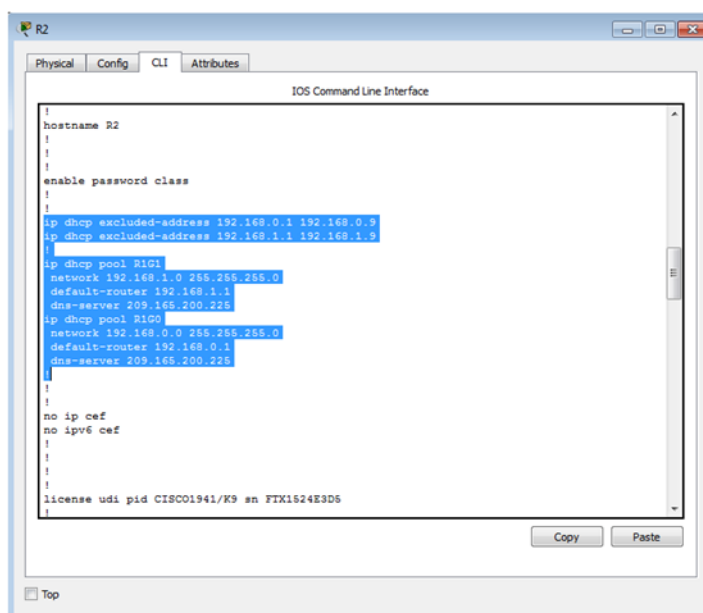 R2
Physical Config CLI Attributes
IOS Command Line Interface
!
hostname R2
!
!
!
enable password class
!
!
ip dhcp excluded-address 192.168.0.1 192.168.0.9
ip dhcp excluded-address 192.168.1.1 192.168.1.9
!
ip dhcp pool R1G1
network 192.168.1.0 255.255.255.0
default-router 192.168.1.1
dns-server 209.165.200.225
ip dhcp pool R1G0
network 192.168.0.0 255.255.255.0
default-router 192.168.0.1
dns-server 209.165.200.225
!
!
!
no ip cef
no ipv6 cef
!
!
!
!
license udi pid CISCO1941/K9 sn FTX1524E3D5
!
Copy Paste
Top